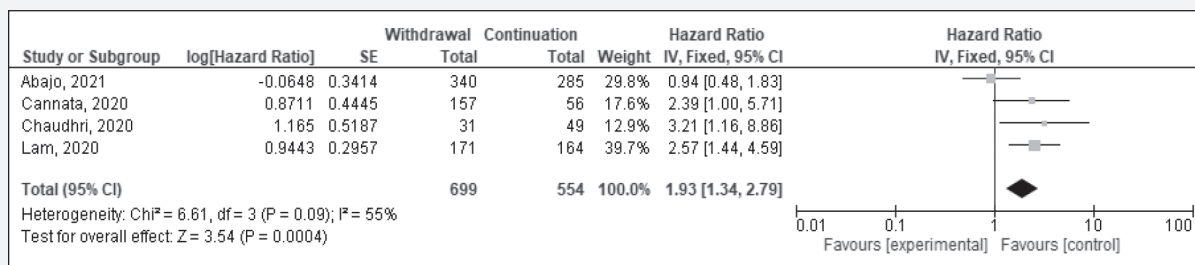 Withdrawal Continuation Hazard Ratio Hazard Ratio
Study or Subgroup log[Hazard Ratio] SE Total Total Weight IV, Fixed, 95% CI IV, Fixed, 95% CI
Abajo, 2021 -0.0648 0.3414 340 285 29.8% 0.94 [0.48, 1.83]
Cannata, 2020 0.8711 0.4445 157 56 17.6% 2.39 [1.00, 5.71]
Chaudhri, 2020 1.165 0.5187 31 49 12.9% 3.21 [1.16, 8.86]
Lam, 2020 0.9443 0.2957 171 164 39.7% 2.57 [1.44, 4.59]
Total (95% CI) 699 554 100.0% 1.93 [1.34, 2.79]
Heterogeneity: Chi² = 6.61, df = 3 (P = 0.09); I² = 55%
Test for overall effect: Z = 3.54 (P = 0.0004)
0.01 0.1 1 10 100
Favours [experimental] Favours [control]